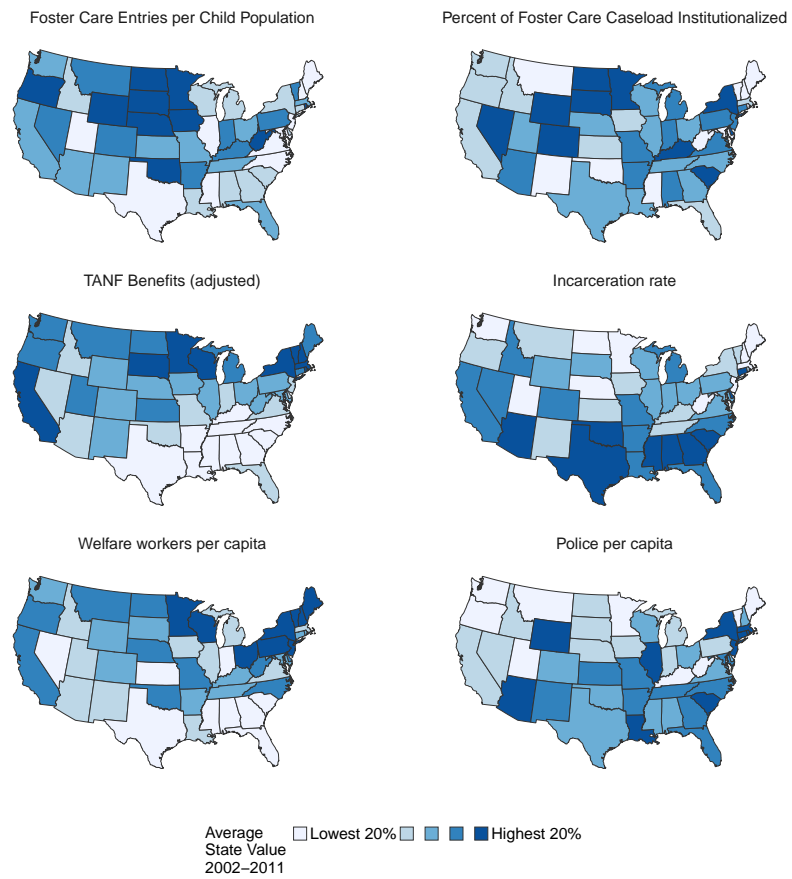 Foster Care Entries per Child Population
Percent of Foster Care Caseload Institutionalized
TANF Benefits (adjusted)
Incarceration rate
Welfare workers per capita
Police per capita
Average
State Value
2002−2011
Lowest 20%
Highest 20%